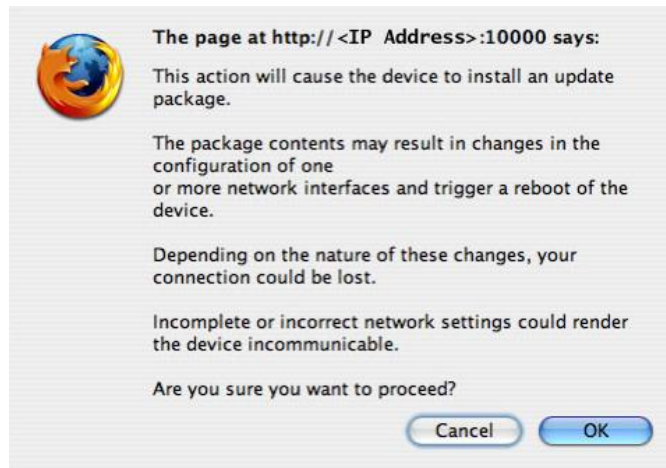 The page at http://<IP Address>:10000 says:
This action will cause the device to install an update
package.
The package contents may result in changes in the
configuration of one
or more network interfaces and trigger a reboot of the
device.
Depending on the nature of these changes, your
connection could be lost.
Incomplete or incorrect network settings could render
the device incommunicable.
Are you sure you want to proceed?
Cancel OK